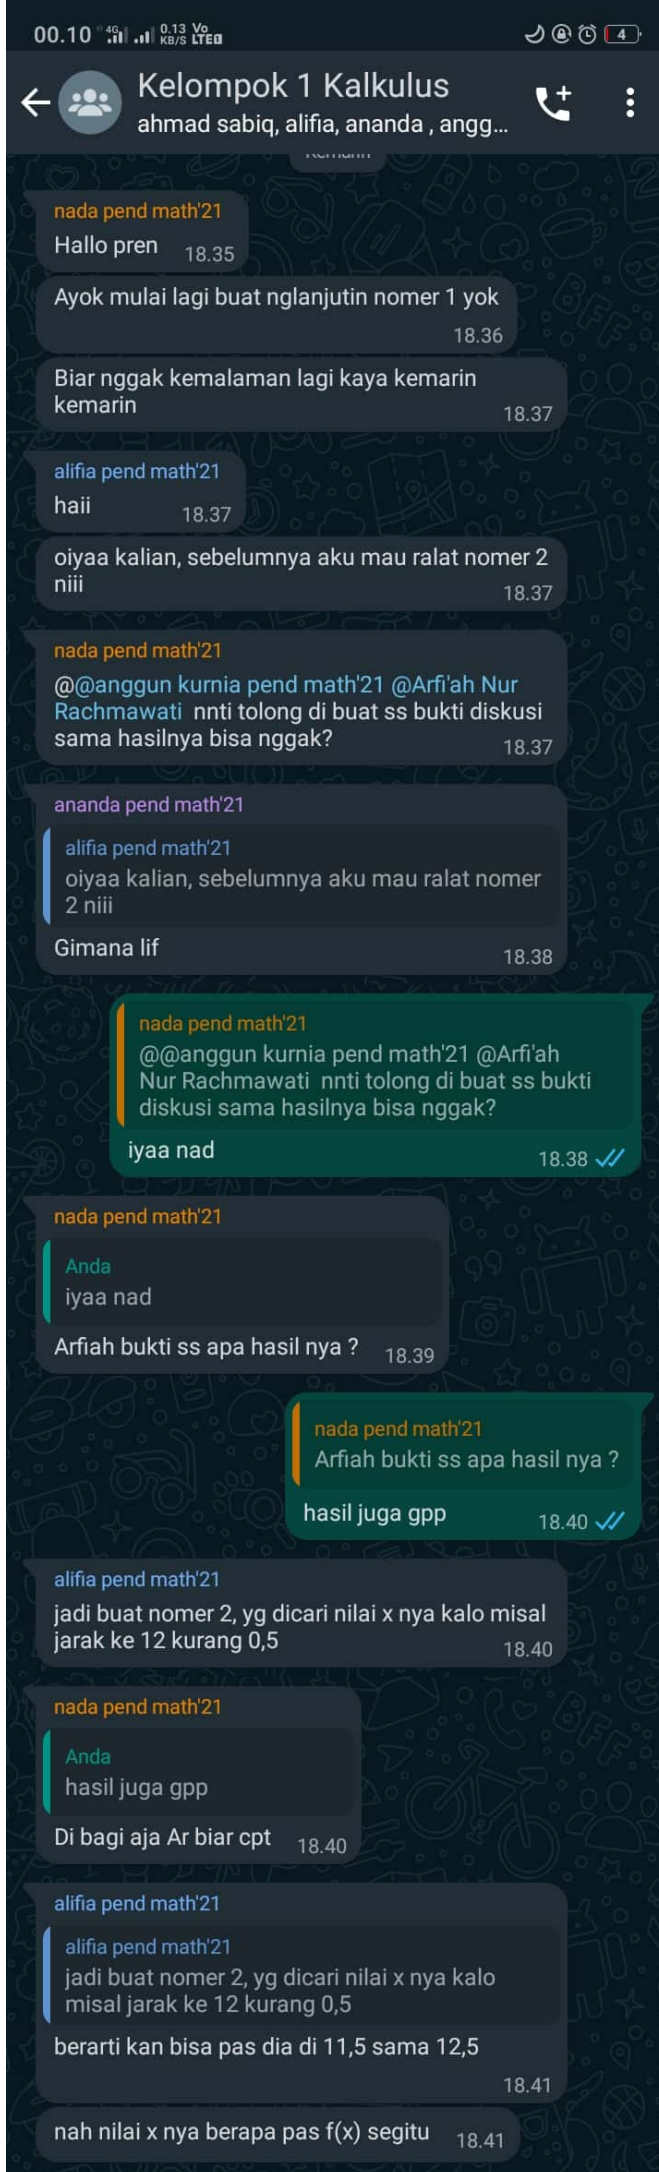 00.10 4G 0.13 KB/S Vo LTE 4
Kelompok 1 Kalkulus
ahmad sabiq, alifia, ananda , angg...
Kemarin
nada pend math'21
Hallo pren 18.35
Ayok mulai lagi buat nglanjutin nomer 1 yok
18.36
Biar nggak kemalaman lagi kaya kemarin
kemarin 18.37
alifia pend math'21
haii 18.37
oiyaa kalian, sebelumnya aku mau ralat nomer 2
niii 18.37
nada pend math'21
@@anggun kurnia pend math'21 @Arfi'ah Nur
Rachmawati nnti tolong di buat ss bukti diskusi
sama hasilnya bisa nggak? 18.37
ananda pend math'21
alifia pend math'21
oiyaa kalian, sebelumnya aku mau ralat nomer
2 niii
Gimana lif 18.38
nada pend math'21
@@anggun kurnia pend math'21 @Arfi'ah
Nur Rachmawati nnti tolong di buat ss bukti
diskusi sama hasilnya bisa nggak?
iyaa nad 18.38
nada pend math'21
Anda
iyaa nad
Arfiah bukti ss apa hasil nya ? 18.39
nada pend math'21
Arfiah bukti ss apa hasil nya ?
hasil juga gpp 18.40
alifia pend math'21
jadi buat nomer 2, yg dicari nilai x nya kalo misal
jarak ke 12 kurang 0,5 18.40
nada pend math'21
Anda
hasil juga gpp
Di bagi aja Ar biar cpt 18.40
alifia pend math'21
alifia pend math'21
jadi buat nomer 2, yg dicari nilai x nya kalo
misal jarak ke 12 kurang 0,5
berarti kan bisa pas dia di 11,5 sama 12,5
18.41
nah nilai x nya berapa pas f(x) segitu 18.41